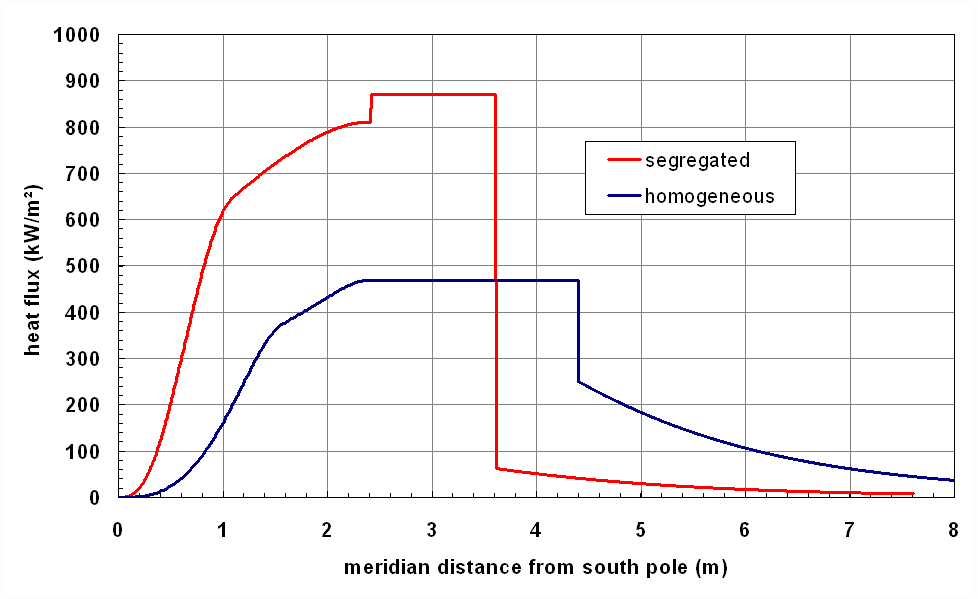 1000
900
800
700
600
500
400
300
200
100
0
heat flux (kW/m²)
segregated
homogeneous
0 1 2 3 4 5 6 7 8
meridian distance from south pole (m)